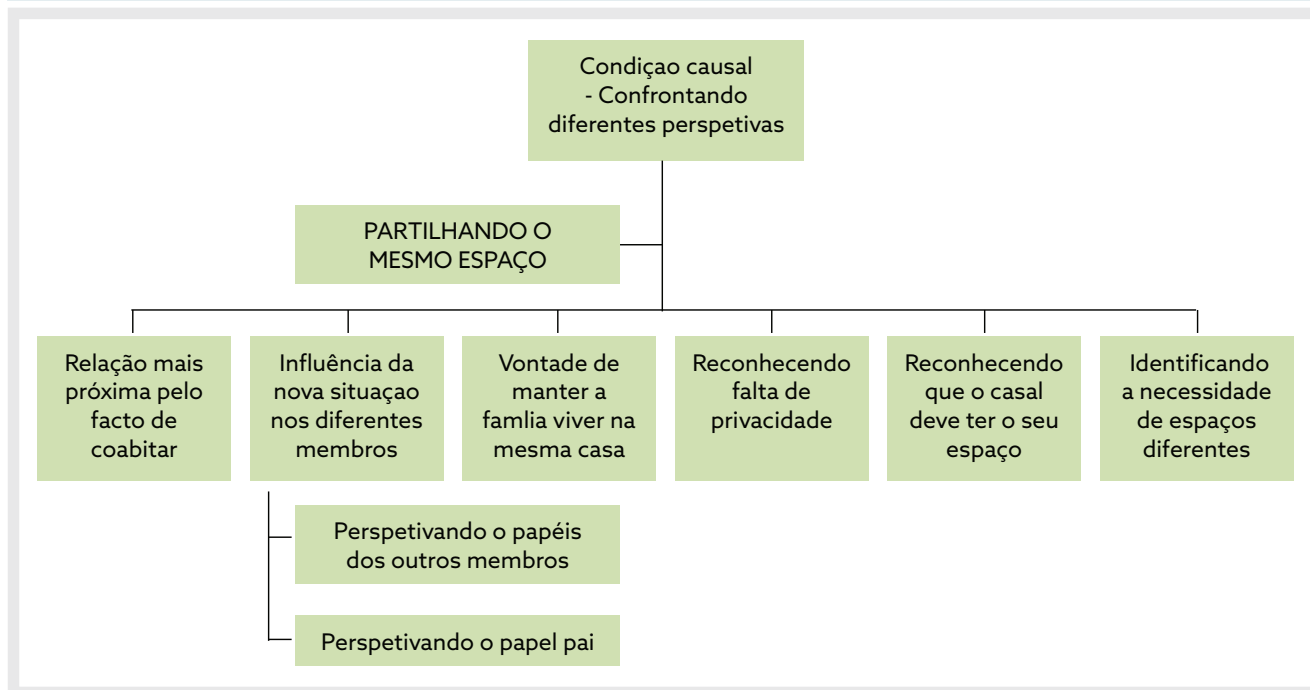 Condiçao causal
- Confrontando
diferentes perspetivas
PARTILHANDO O
MESMO ESPAÇO
Relação mais
próxima pelo
facto de
coabitar
Influência da
nova situaçao
nos diferentes
membros
Vontade de
manter a
famlia viver na
mesma casa
Reconhecendo
falta de
privacidade
Reconhecendo
que o casal
deve ter o seu
espaço
Identificando
a necessidade
de espaços
diferentes
Perspetivando o papéis
dos outros membros
Perspetivando o papel pai